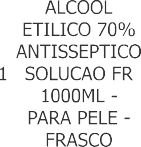 ALCOOL
ETILICO 70%
ANTISSEPTICO
1 SOLUCAO FR
1000ML -
PARA PELE -
FRASCO